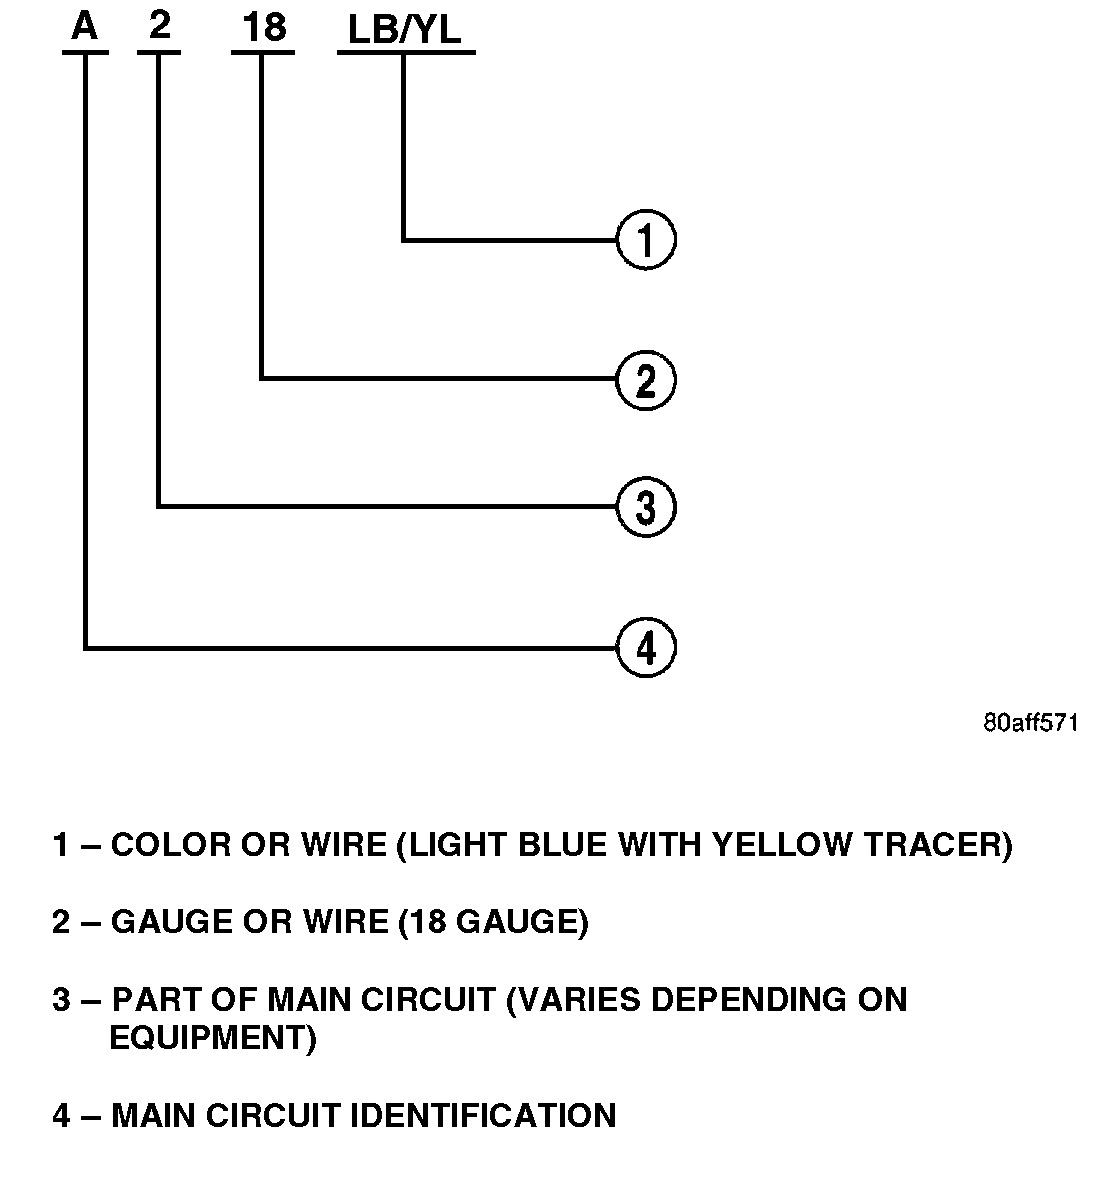 A 2 18 LB/YL
1
2
3
4
80aff571
1 – COLOR OR WIRE (LIGHT BLUE WITH YELLOW TRACER)
2 – GAUGE OR WIRE (18 GAUGE)
3 – PART OF MAIN CIRCUIT (VARIES DEPENDING ON
EQUIPMENT)
4 – MAIN CIRCUIT IDENTIFICATION